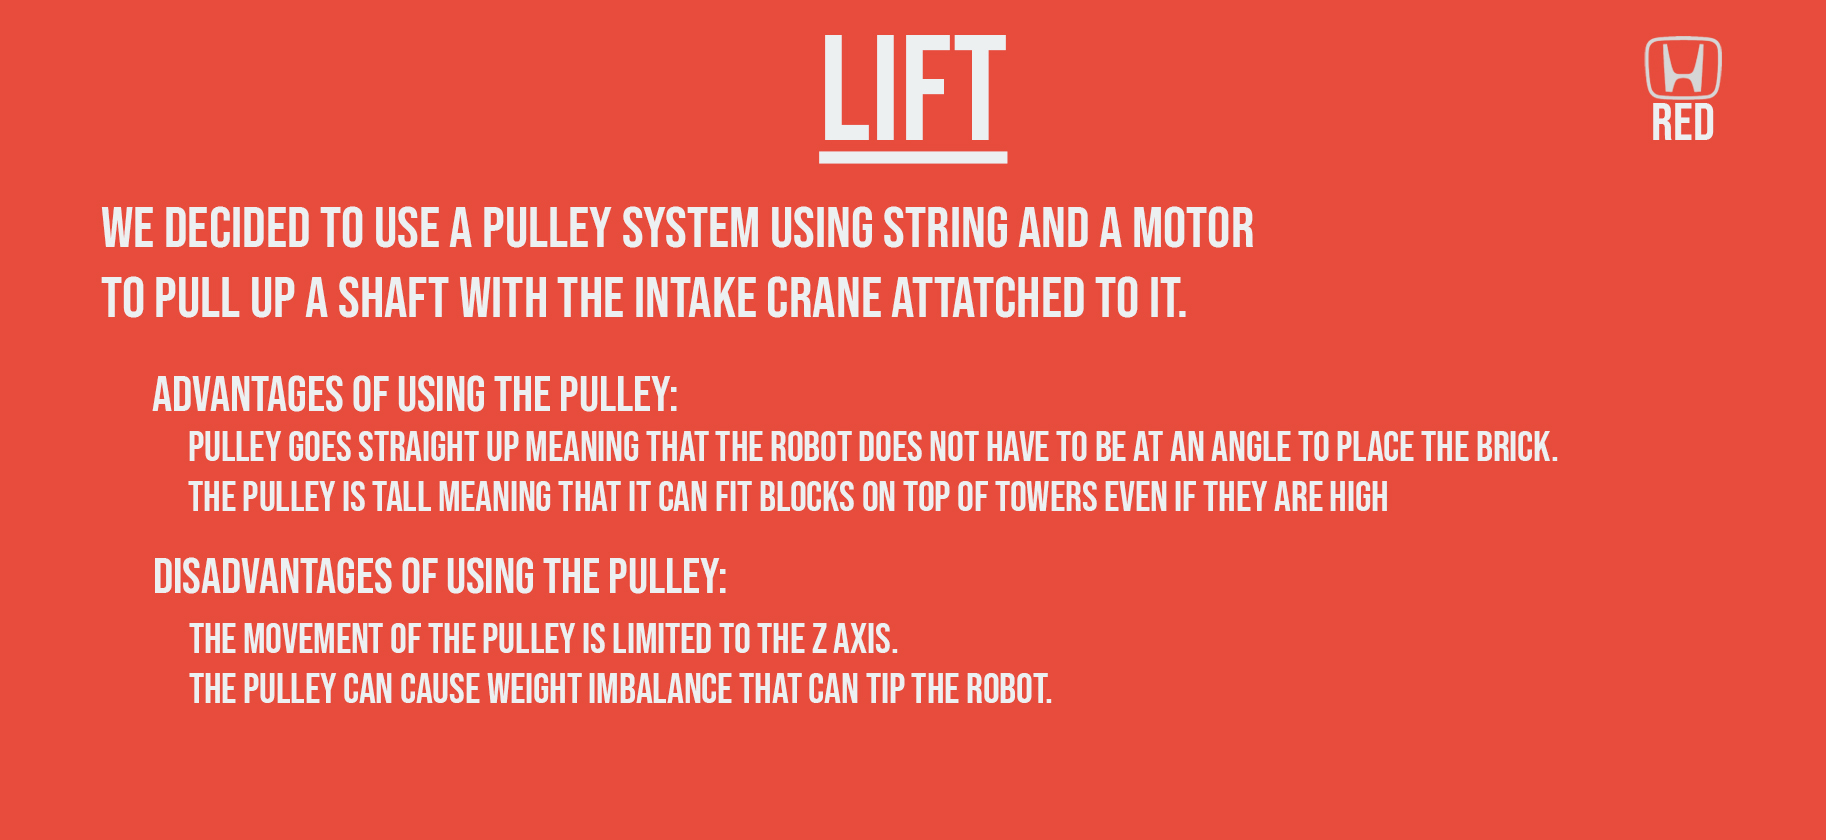 LIFT
RED
WE DECIDED TO USE A PULLEY SYSTEM USING STRING AND A MOTOR
TO PULL UP A SHAFT WITH THE INTAKE CRANE ATTATCHED TO IT.
ADVANTAGES OF USING THE PULLEY:
PULLEY GOES STRAIGHT UP MEANING THAT THE ROBOT DOES NOT HAVE TO BE AT AN ANGLE TO PLACE THE BRICK.
THE PULLEY IS TALL MEANING THAT IT CAN FIT BLOCKS ON TOP OF TOWERS EVEN IF THEY ARE HIGH
DISADVANTAGES OF USING THE PULLEY:
THE MOVEMENT OF THE PULLEY IS LIMITED TO THE Z AXIS.
THE PULLEY CAN CAUSE WEIGHT IMBALANCE THAT CAN TIP THE ROBOT.